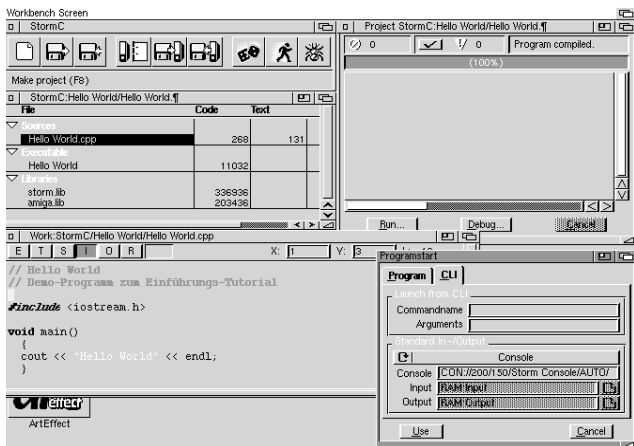 Workbench Screen
StormC
Make project (F8)
StormC:Hello World/Hello World.¶
File Code Text
Sources
Hello World.cpp 268 131
Executable
Hello World 11032
Libraries
storm.lib 336936
amiga.lib 203436
Project StormC:Hello World/Hello World.¶
0 0 Program compiled.
(100%)
Run... Debug... Cancel
Work:StormC/Hello World/Hello World.cpp
E T S I O R X: 1 Y: 3
// Hello World
// Demo-Programm zum Einführungs-Tutorial
#include <iostream.h>
void main()
{
cout << "Hello World" << endl;
}
Programstart
Program CLI
Launch from CLI
Commandname
Arguments
Standard In-/Output
Console
Console CON://200/150/Storm Console/AUTO/
Input RAM:Input
Output RAM:Output
Use Cancel
ArtEffect